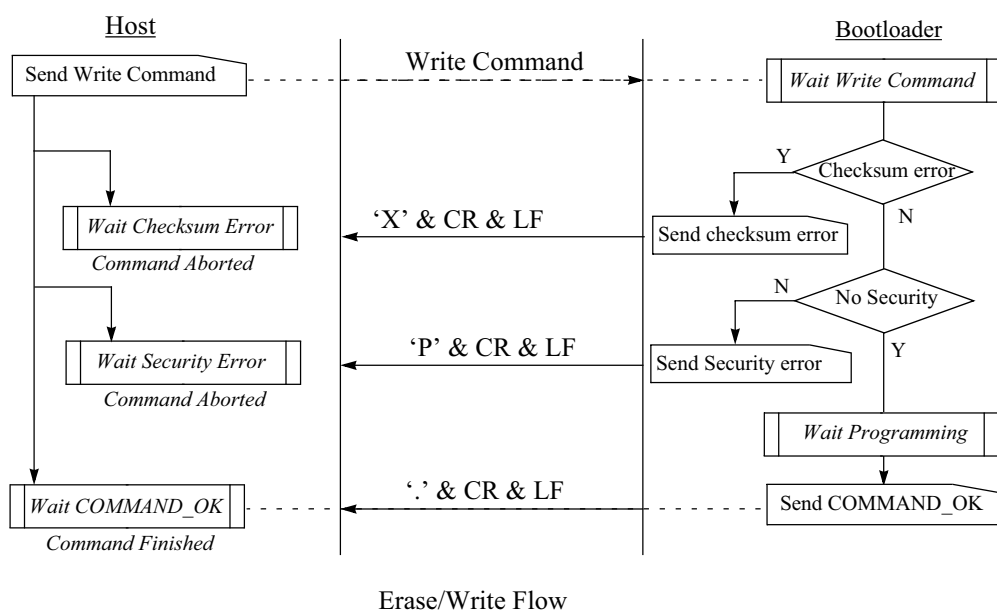 Host
Bootloader
Send Write Command
Write Command
Wait Write Command
Y
Checksum error
N
Wait Checksum Error
‘X’ & CR & LF
Send checksum error
Command Aborted
N
No Security
Y
Wait Security Error
‘P’ & CR & LF
Send Security error
Command Aborted
Wait Programming
Wait COMMAND_OK
‘.’ & CR & LF
Send COMMAND_OK
Command Finished
Erase/Write Flow